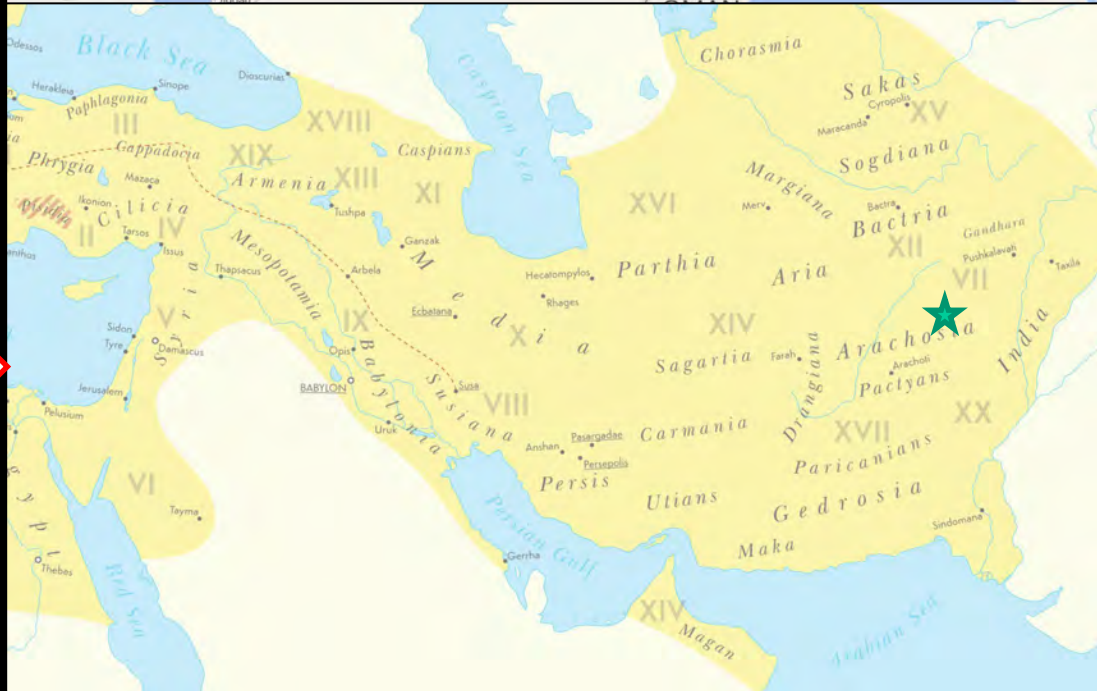 Odessos
Black Sea
Dioscurias
Herakleia
Sinope
Paphlagonia
III
XVIII
Gappadocia
Phrygia
XIX
Caspians
Caspian Sea
Chorasmia
Sakas
Cyropolis
XV
Maracanda
Sogdiana
Mazaca
Armenia
XIII
XI
Ikonion
Cilicia
Tushpa
II
IV
Tarsos
Issus
Ganzak
XVI
Margiana
Merv
Bactra
Bactria
Gandhara
XII
Pushkalavati
Taxila
VII
Mesopotamia
Thapsacus
Arbela
Media
Hecatompylos
Parthia
Aria
Rhages
Ecbatana
X
XIV
Syria
V
Sidon
Tyre
Damascus
IX
Opis
Babylonia
Sagartia
Farah
Drangiana
Arachosia
Arachoti
Pactyans
India
Jerusalem
BABYLON
Susa
Susiana
VIII
Pelusium
Uruk
Anshan
Pasargadae
Persepolis
Persis
Carmania
XVII
XX
Paricanians
VI
Utians
Gedrosia
Tayma
Sindomana
Maka
Persian Gulf
Gerrha
Thebes
Red Sea
XIV
Magan
Arabian Sea